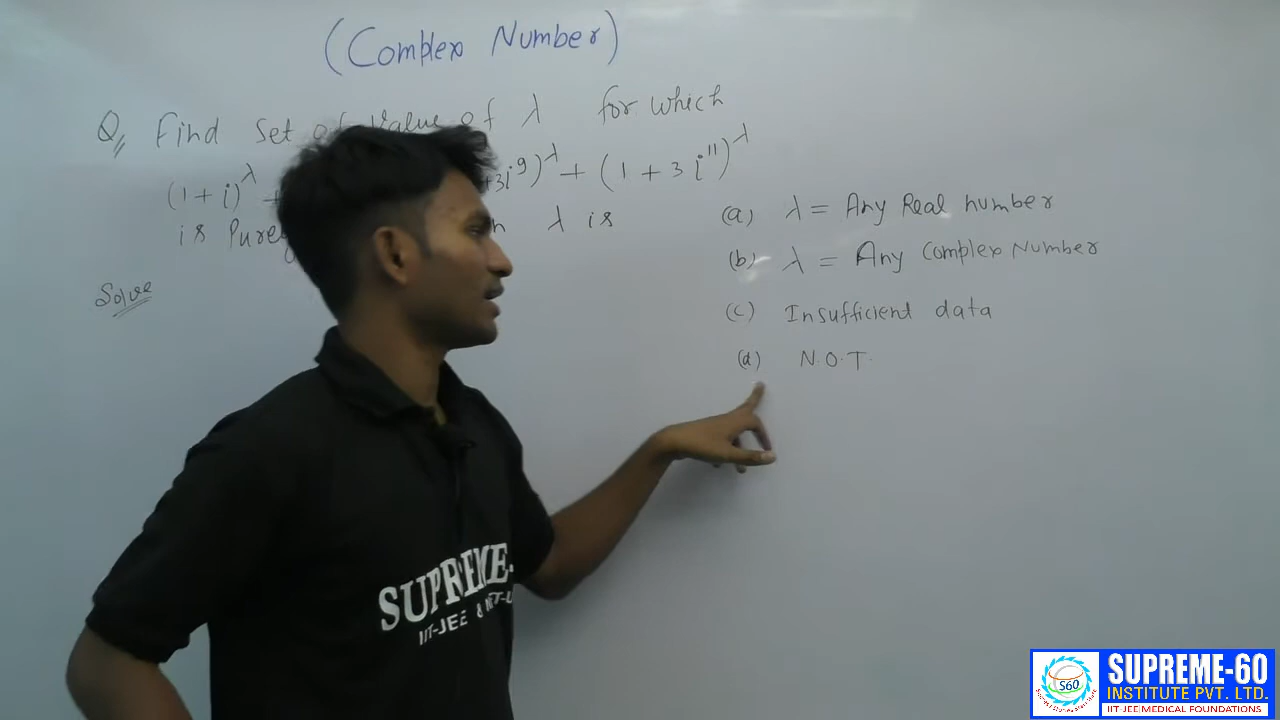 (Complex Number)
Q, Find Set of Value of λ for which
(1 + i)^λ + 3i^9)^λ + (1 + 3 i^11)^λ
is Purely λ is
Solve
(a) λ = Any Real number
(b) λ = Any Complex Number
(c) Insufficient data
(d) N.O.T.
SUPREME-
IIT-JEE &
S60
SUPREME-60
INSTITUTE PVT. LTD.
IIT-JEE|MEDICAL FOUNDATIONS